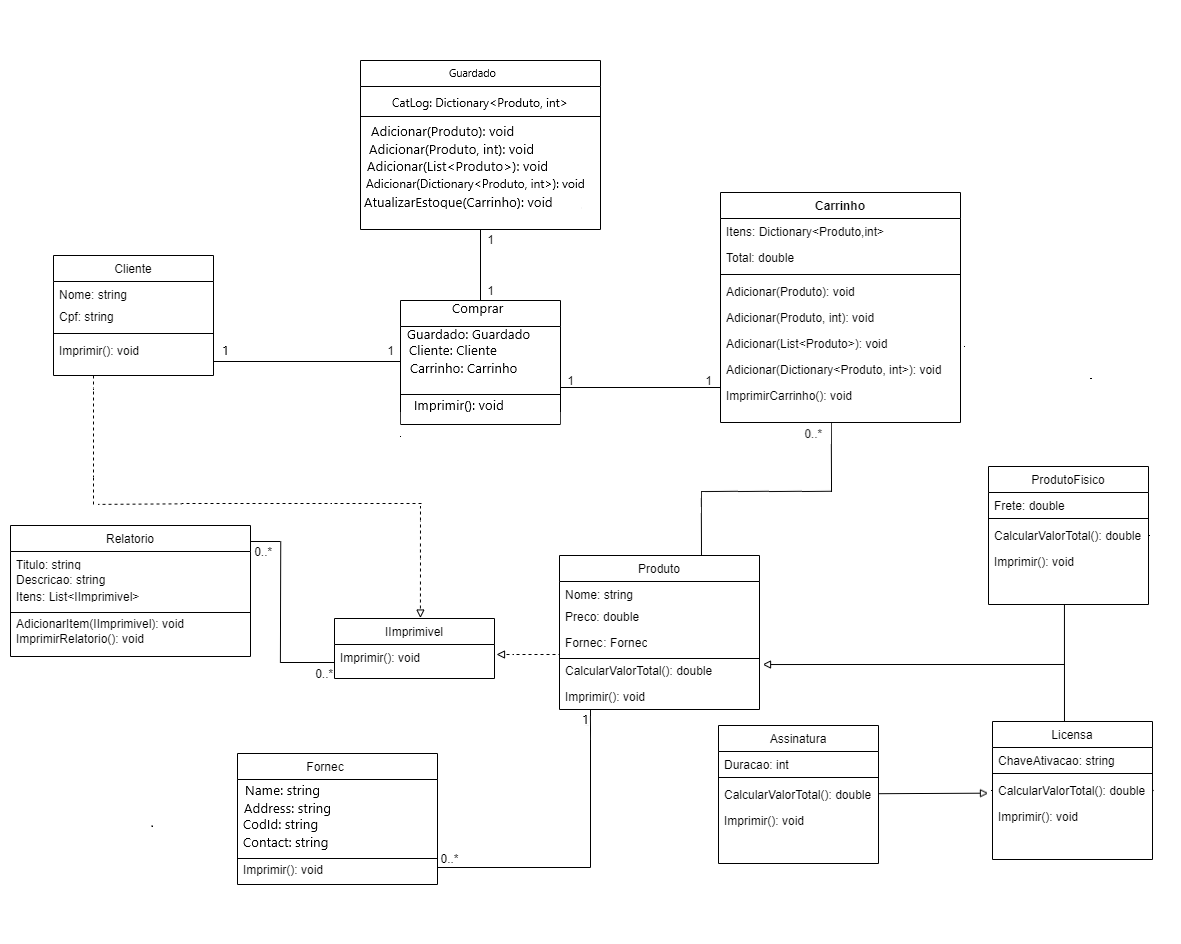 Guardado
CatLog: Dictionary<Produto, int>
Adicionar(Produto): void
Adicionar(Produto, int): void
Adicionar(List<Produto>): void
Adicionar(Dictionary<Produto, int>): void
AtualizarEstoque(Carrinho): void
1
1
Cliente
Nome: string
Cpf: string
Imprimir(): void
1
1
Comprar
Guardado: Guardado
Cliente: Cliente
Carrinho: Carrinho
Imprimir(): void
1
1
Carrinho
Itens: Dictionary<Produto,int>
Total: double
Adicionar(Produto): void
Adicionar(Produto, int): void
Adicionar(List<Produto>): void
Adicionar(Dictionary<Produto, int>): void
ImprimirCarrinho(): void
0..*
ProdutoFisico
Frete: double
CalcularValorTotal(): double
Imprimir(): void
Relatorio
Titulo: string
Descricao: string
Itens: List<IImprimivel>
AdicionarItem(IImprimivel): void
ImprimirRelatorio(): void
0..*
0..*
IImprimivel
Imprimir(): void
Produto
Nome: string
Preco: double
Fornec: Fornec
CalcularValorTotal(): double
Imprimir(): void
1
Assinatura
Duracao: int
CalcularValorTotal(): double
Imprimir(): void
Licensa
ChaveAtivacao: string
CalcularValorTotal(): double
Imprimir(): void
Fornec
Name: string
Address: string
CodId: string
Contact: string
Imprimir(): void
0..*